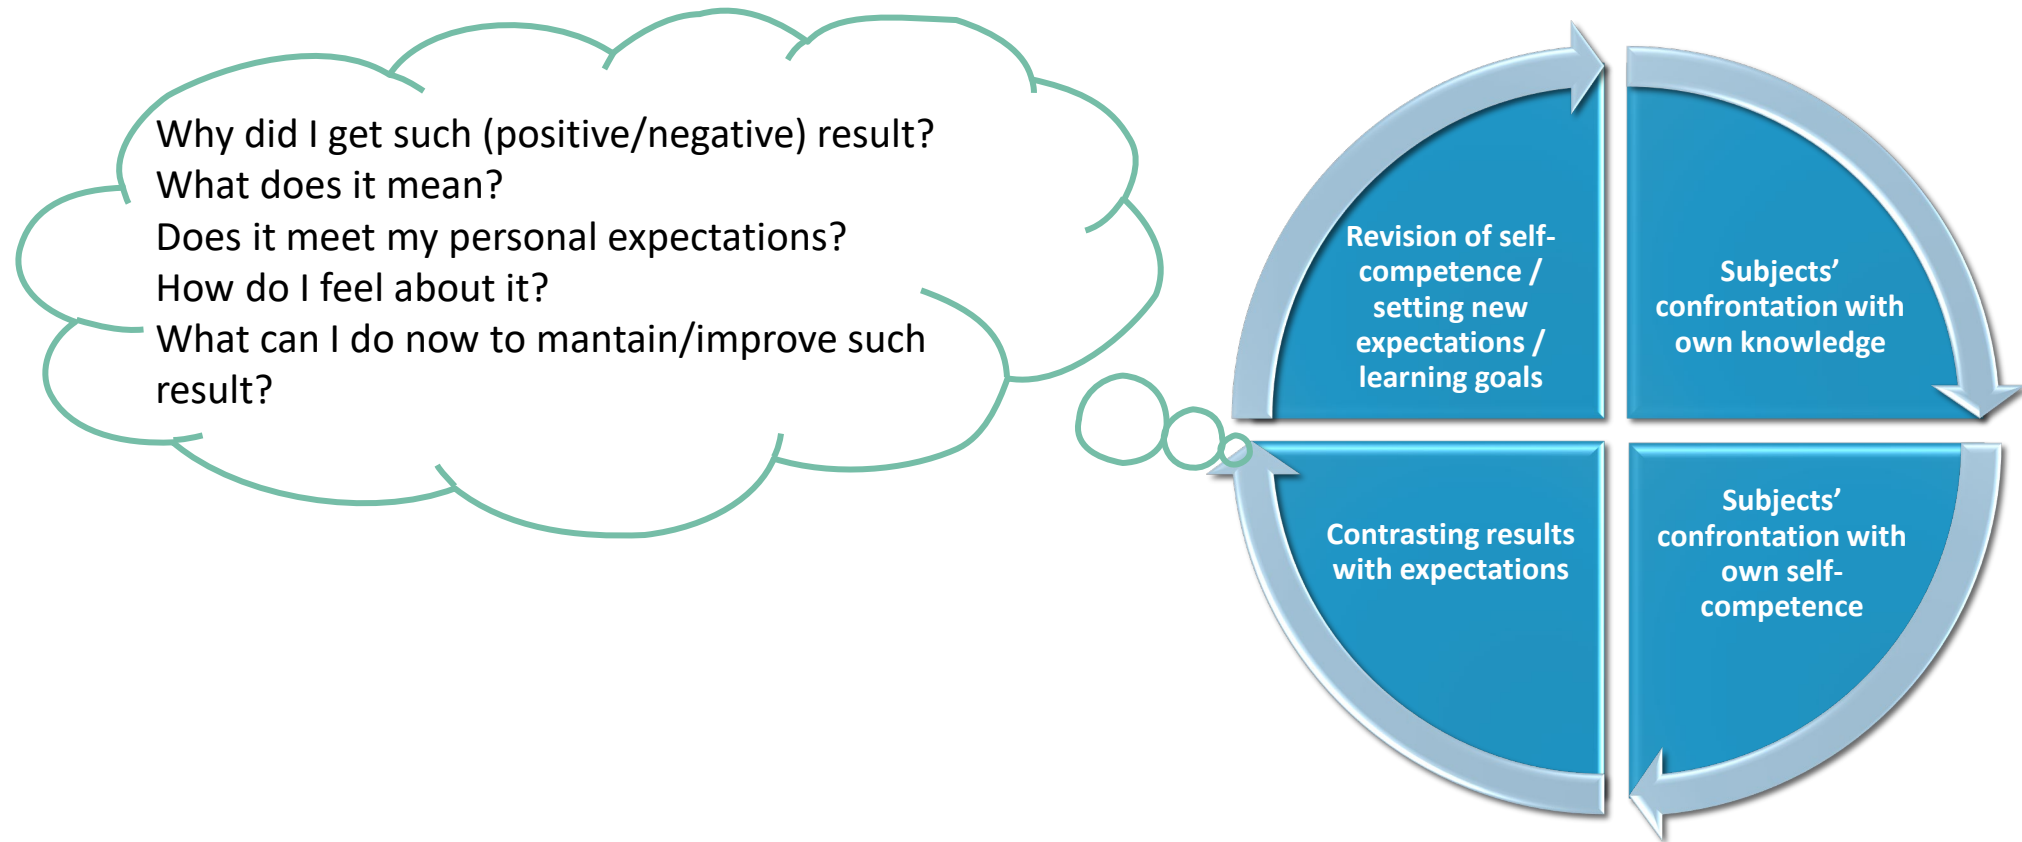 Why did I get such (positive/negative) result?
What does it mean?
Does it meet my personal expectations?
How do I feel about it?
What can I do now to mantain/improve such
result?
Revision of self-
competence /
setting new
expectations /
learning goals
Subjects’
confrontation with
own knowledge
Contrasting results
with expectations
Subjects’
confrontation with
own self-
competence